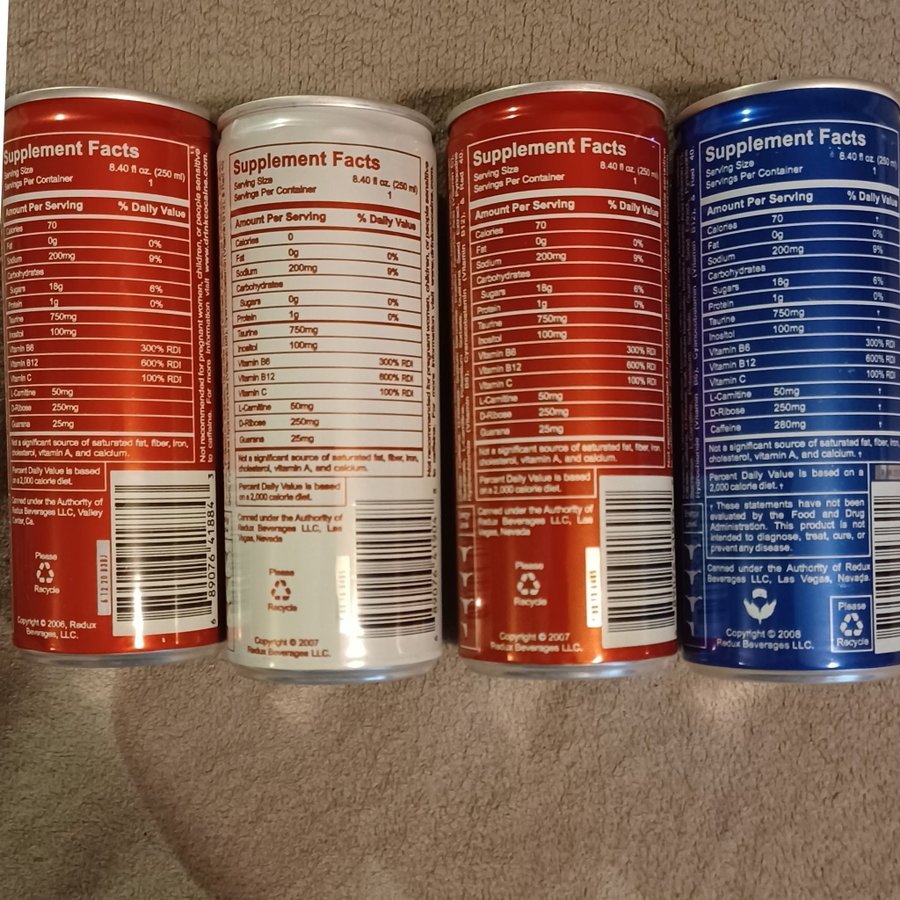 Supplement Facts
Serving Size 8.40 fl oz. (250 ml)
Servings Per Container 1
Amount Per Serving % Daily Value
Calories 70
Fat 0g 0%
Sodium 200mg 9%
Carbohydrates
Sugars 18g 6%
Protein 1g 0%
Taurine 750mg
Inositol 100mg
Vitamin B6 300% RDI
Vitamin B12 600% RDI
Vitamin C 100% RDI
L-Carnitine 50mg
D-Ribose 250mg
Guarana 25mg
Not a significant source of saturated fat, fiber, iron,
cholesterol, vitamin A, and calcium.
Percent Daily Value is based
on a 2,000 calorie diet.
Canned under the Authority of
Redux Beverages LLC, Valley
Center, Ca.
Please
Recycle
Copyright © 2006, Redux
Beverages, LLC.
Not recommended for pregnant women, children, or people sensitive
to caffeine. For more information visit www.drinkcocaine.com.
6 89076 41884 3
Supplement Facts
Serving Size 8.40 fl oz. (250 ml)
Servings Per Container 1
Amount Per Serving % Daily Value
Calories 0
Fat 0g 0%
Sodium 200mg 9%
Carbohydrates
Sugars 0g 0%
Protein 1g 0%
Taurine 750mg
Inositol 100mg
Vitamin B6 300% RDI
Vitamin B12 600% RDI
Vitamin C 100% RDI
L-Carnitine 50mg
D-Ribose 250mg
Guarana 25mg
Not a significant source of saturated fat, fiber, iron,
cholesterol, vitamin A, and calcium.
Percent Daily Value is based
on a 2,000 calorie diet.
Canned under the Authority of
Redux Beverages LLC, Las
Vegas, Nevada
Please
Recycle
Copyright © 2007
Redux Beverages LLC.
Supplement Facts
Serving Size 8.40 fl oz. (250 ml)
Servings Per Container 1
Amount Per Serving % Daily Value
Calories 70
Fat 0g 0%
Sodium 200mg 9%
Carbohydrates
Sugars 18g 6%
Protein 1g 0%
Taurine 750mg
Inositol 100mg
Vitamin B6 300% RDI
Vitamin B12 600% RDI
Vitamin C 100% RDI
L-Carnitine 50mg
D-Ribose 250mg
Guarana 25mg
Not a significant source of saturated fat, fiber, iron,
cholesterol, vitamin A, and calcium.
Percent Daily Value is based
on a 2,000 calorie diet.
Canned under the Authority of
Redux Beverages LLC, Las
Vegas, Nevada
Please
Recycle
Copyright © 2007
Redux Beverages LLC.
Supplement Facts
Serving Size 8.40 fl oz. (250 ml)
Servings Per Container 1
Amount Per Serving % Daily Value
Calories 70 †
Fat 0g 0%
Sodium 200mg 9%
Carbohydrates
Sugars 18g 6%
Protein 1g 0%
Taurine 750mg †
Inositol 100mg †
Vitamin B6 300% RDI
Vitamin B12 600% RDI
Vitamin C 100% RDI
L-Carnitine 50mg †
D-Ribose 250mg †
Caffeine 280mg †
Not a significant source of saturated fat, fiber, iron,
cholesterol, vitamin A, and calcium. †
Percent Daily Value is based on a
2,000 calorie diet. †
† These statements have not been
evaluated by the Food and Drug
Administration. This product is not
intended to diagnose, treat, cure, or
prevent any disease.
Canned under the Authority of Redux
Beverages LLC, Las Vegas, Nevada.
Copyright © 2008
Redux Beverages LLC.
Please
Recycle